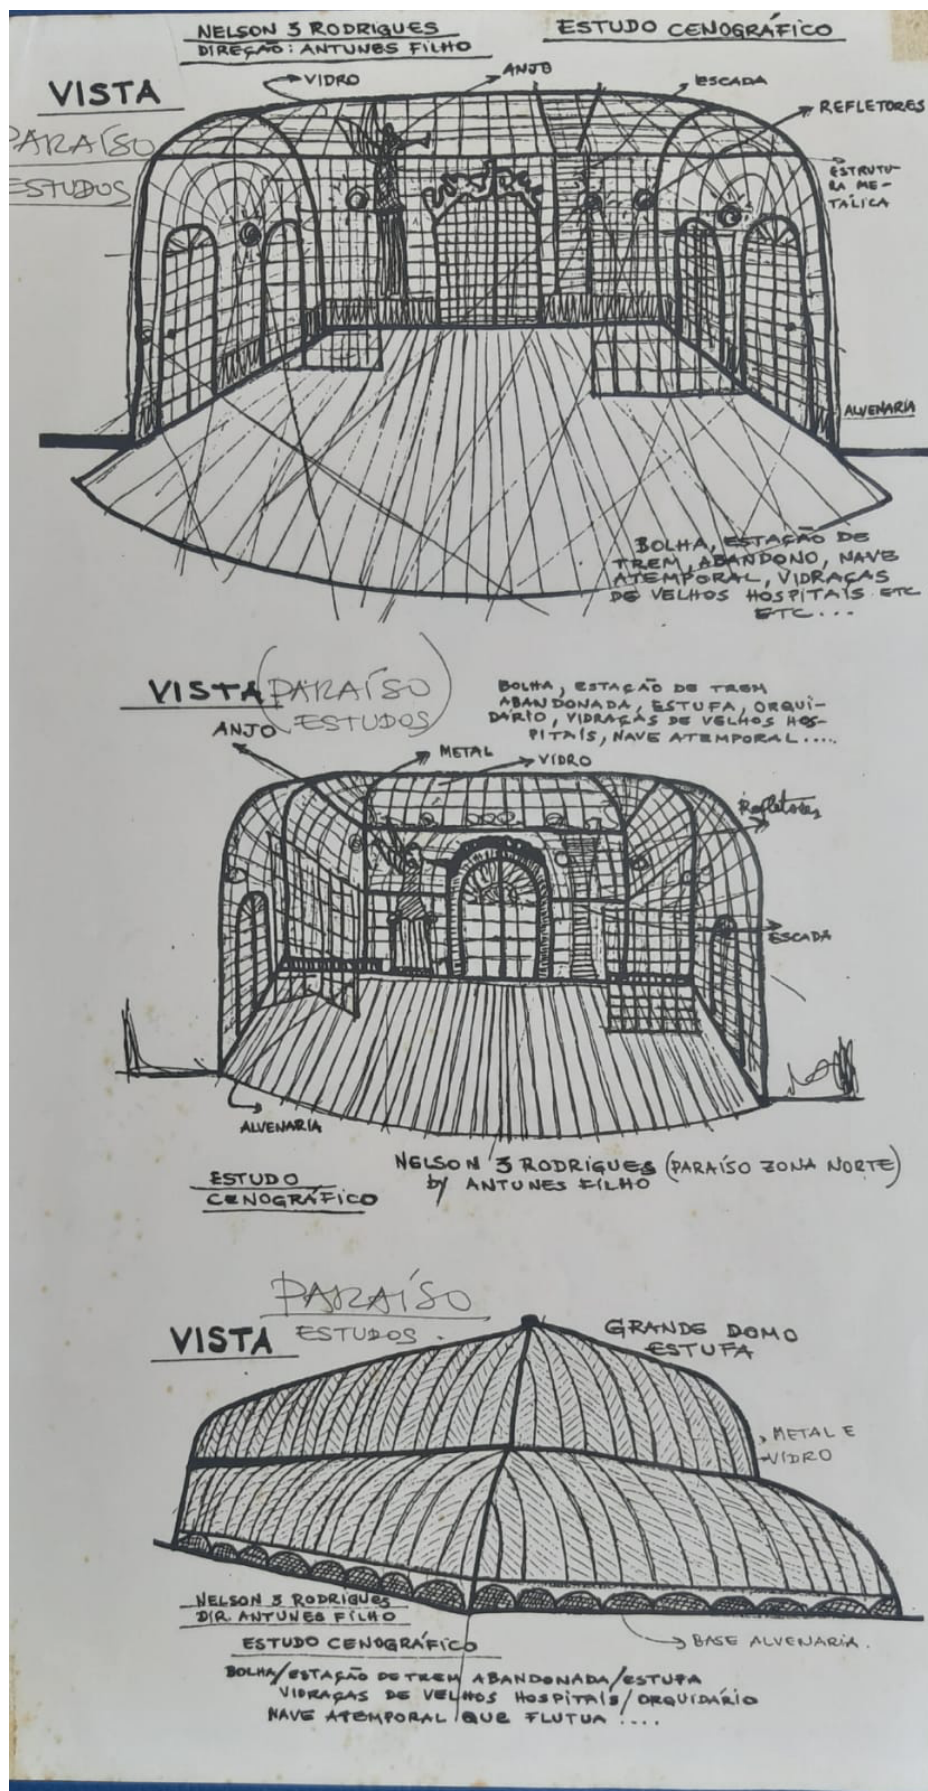 NELSON 3 RODRIGUES
DIREÇÃO: ANTUNES FILHO
ESTUDO CENOGRÁFICO
VISTA
PARAÍSO
ESTUDOS
VIDRO
ANJO
ESCADA
REFLETORES
ESTRUTU-
RA ME-
TÁLICA
ALVENARIA
BOLHA, ESTAÇÃO DE
TREM, ABANDONO, NAVE
ATEMPORAL, VIDRAÇAS
DE VELHOS HOSPITAIS ETC
ETC...
VISTA (PARAÍSO
ESTUDOS)
ANJO
BOLHA, ESTAÇÃO DE TREM
ABANDONADA, ESTUFA, ORQUI-
DÁRIO, VIDRAÇAS DE VELHOS HOS-
PITAIS, NAVE ATEMPORAL....
METAL
VIDRO
Refletores
ESCADA
ALVENARIA
ESTUDO
CENOGRÁFICO
NELSON 3 RODRIGUES (PARAÍSO ZONA NORTE)
by ANTUNES FILHO
PARAÍSO
VISTA ESTUDOS.
GRANDE DOMO
ESTUFA
METAL E
VIDRO
NELSON 3 RODRIGUES
DIR. ANTUNES FILHO
ESTUDO CENOGRÁFICO
BASE ALVENARIA.
BOLHA/ESTAÇÃO DE TREM ABANDONADA/ESTUFA
VIDRAÇAS DE VELHOS HOSPITAIS/ORQUIDÁRIO
NAVE ATEMPORAL QUE FLUTUA....